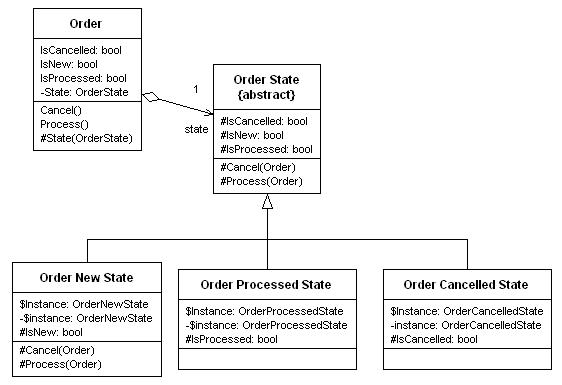 Order
IsCancelled: bool
IsNew: bool
IsProcessed: bool
-State: OrderState
Cancel()
Process()
#State(OrderState)
1
state
Order State
{abstract}
#IsCancelled: bool
#IsNew: bool
#IsProcessed: bool
#Cancel(Order)
#Process(Order)
Order New State
$Instance: OrderNewState
-$instance: OrderNewState
#IsNew: bool
#Cancel(Order)
#Process(Order)
Order Processed State
$Instance: OrderProcessedState
-$instance: OrderProcessedState
#IsProcessed: bool
Order Cancelled State
$Instance: OrderCancelledState
-instance: OrderCancelledState
#IsCancelled: bool